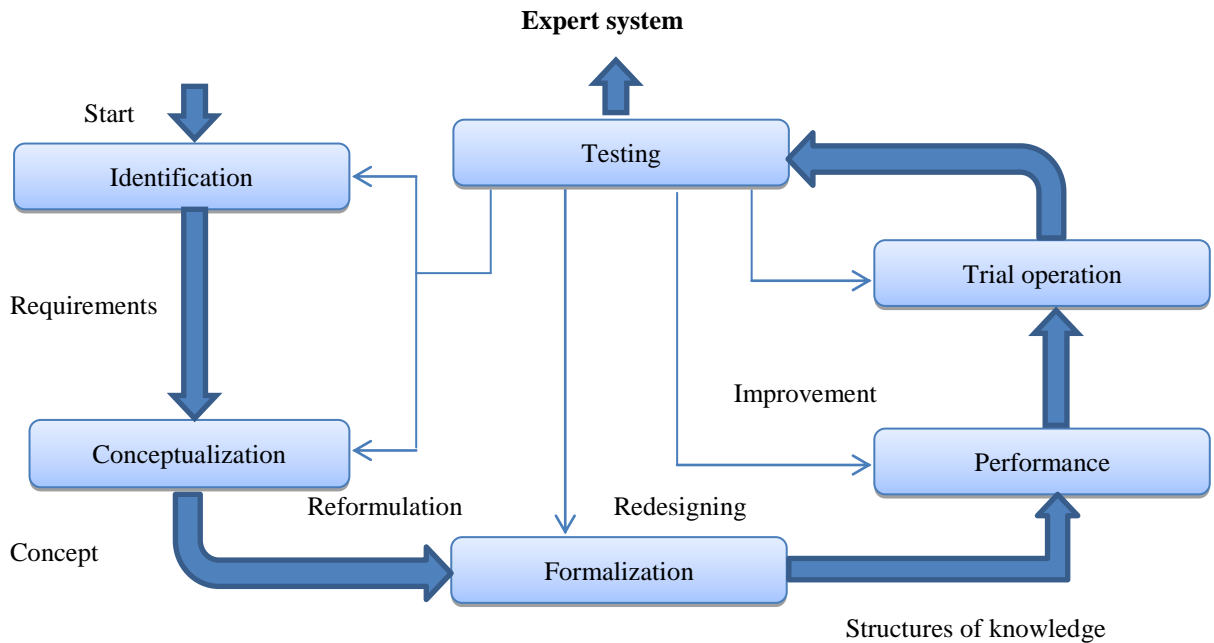 Expert system
Start
Testing
Identification
Trial operation
Requirements
Improvement
Conceptualization
Performance
Reformulation
Redesigning
Concept
Formalization
Structures of knowledge